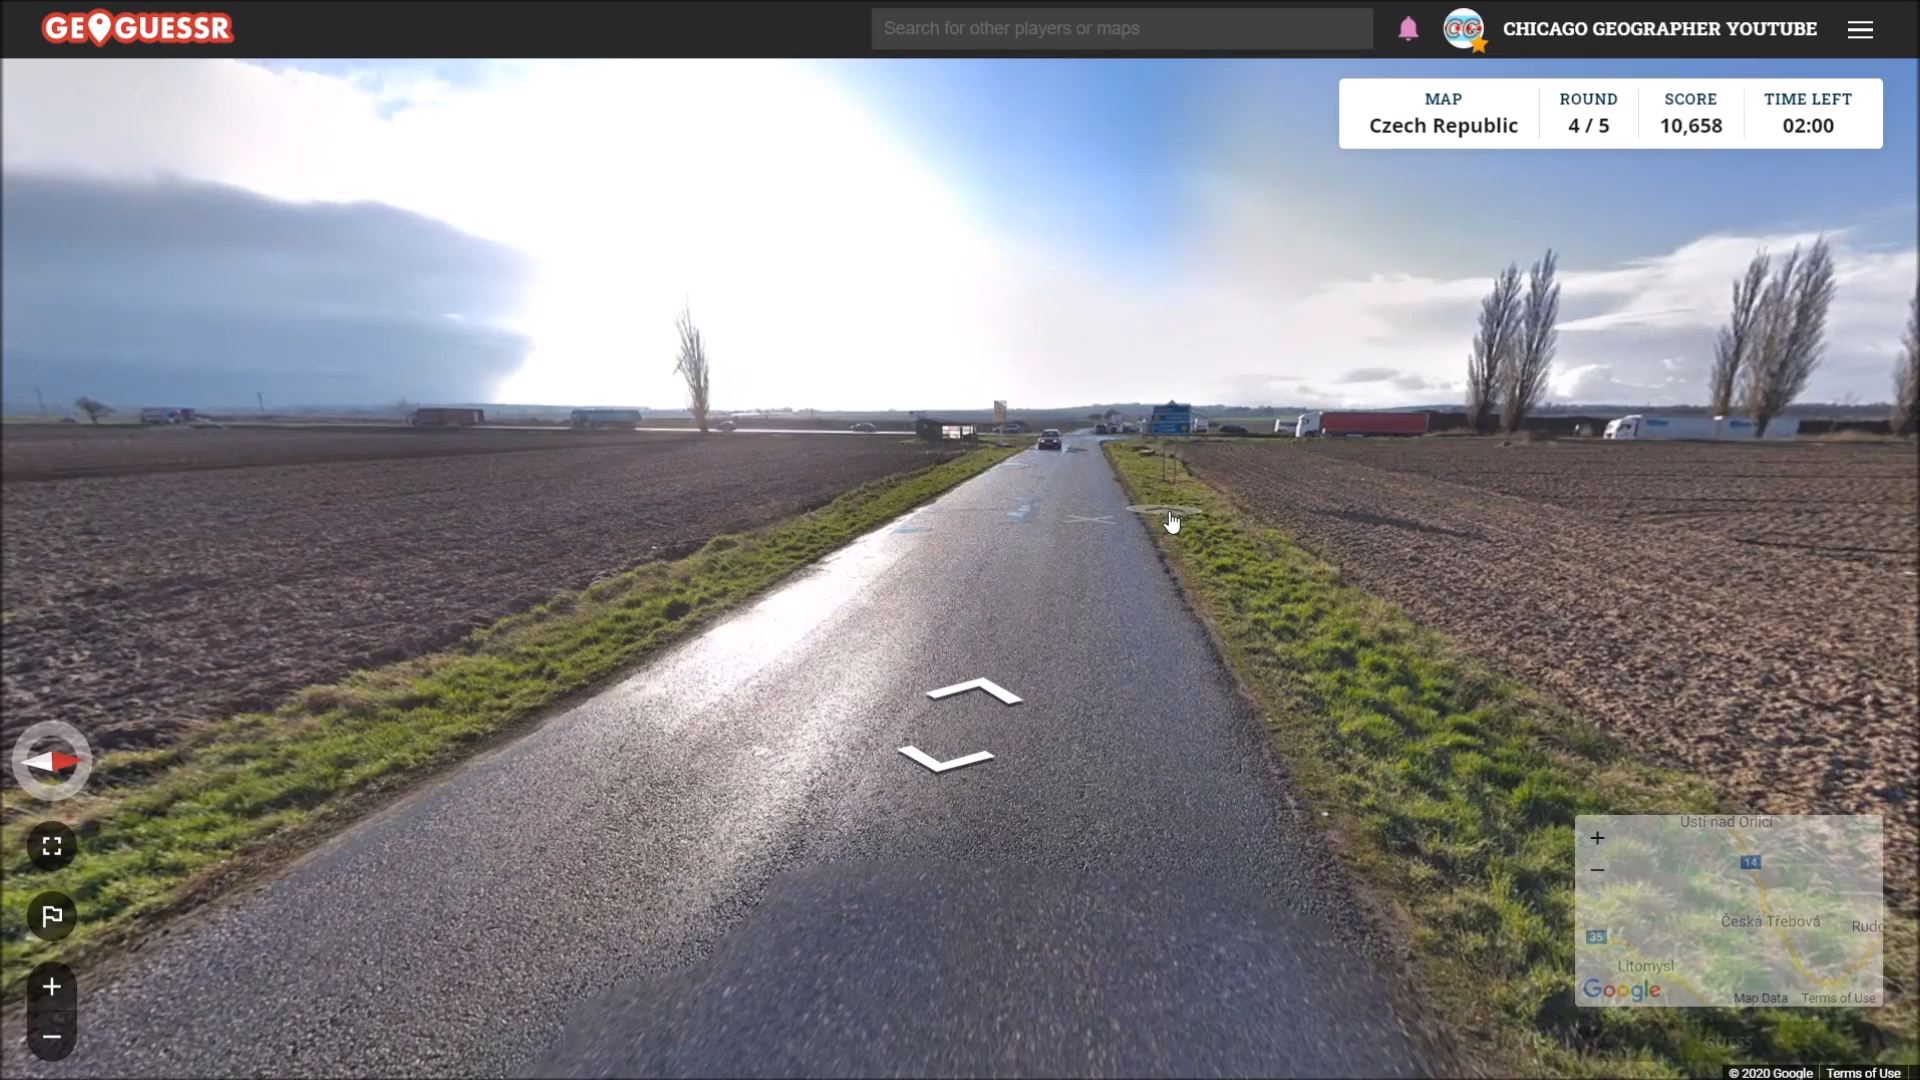 GEOGUESSR
Search for other players or maps
CHICAGO GEOGRAPHER YOUTUBE
MAP
Czech Republic
ROUND
4 / 5
SCORE
10,658
TIME LEFT
02:00
Ústí nad Orlicí
14
Česká Třebová
35
Litomyšl
Google
Map Data
Terms of Use
GUESS
© 2020 Google
Terms of Use